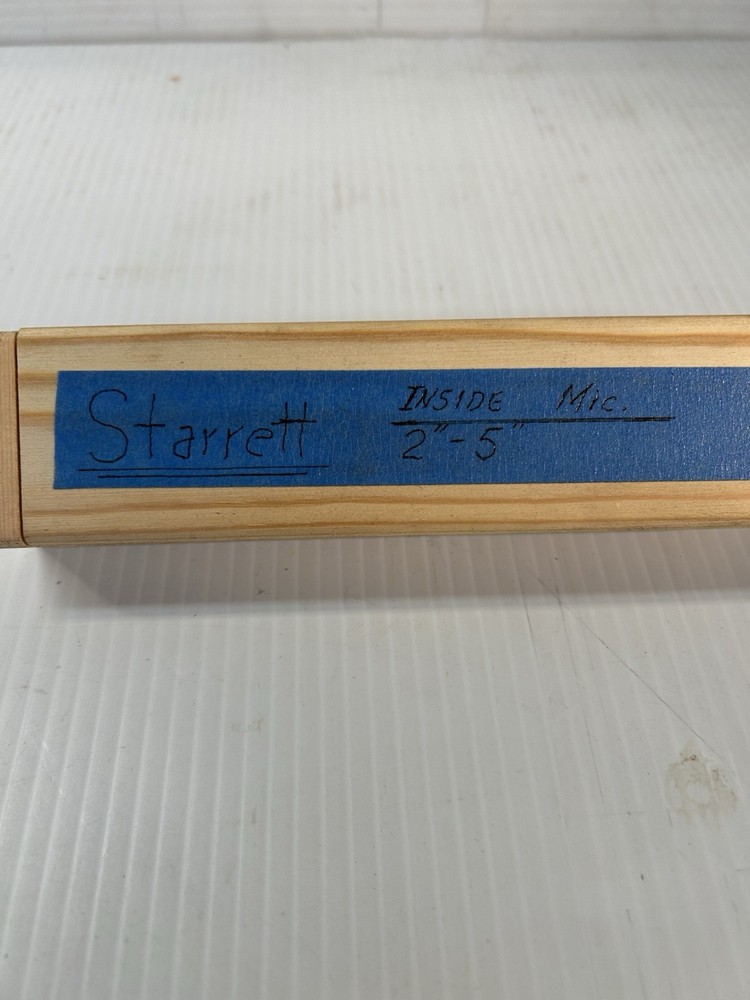 Starrett
INSIDE Mic.
2"-5"